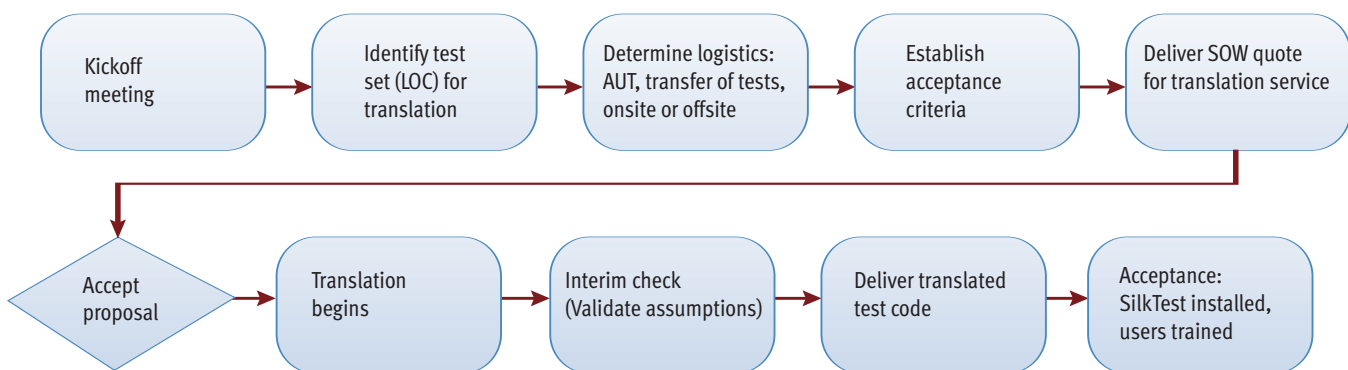 Kickoff
meeting
Identify test
set (LOC) for
translation
Determine logistics:
AUT, transfer of tests,
onsite or offsite
Establish
acceptance
criteria
Deliver SOW quote
for translation service
Accept
proposal
Translation
begins
Interim check
(Validate assumptions)
Deliver translated
test code
Acceptance:
SilkTest installed,
users trained